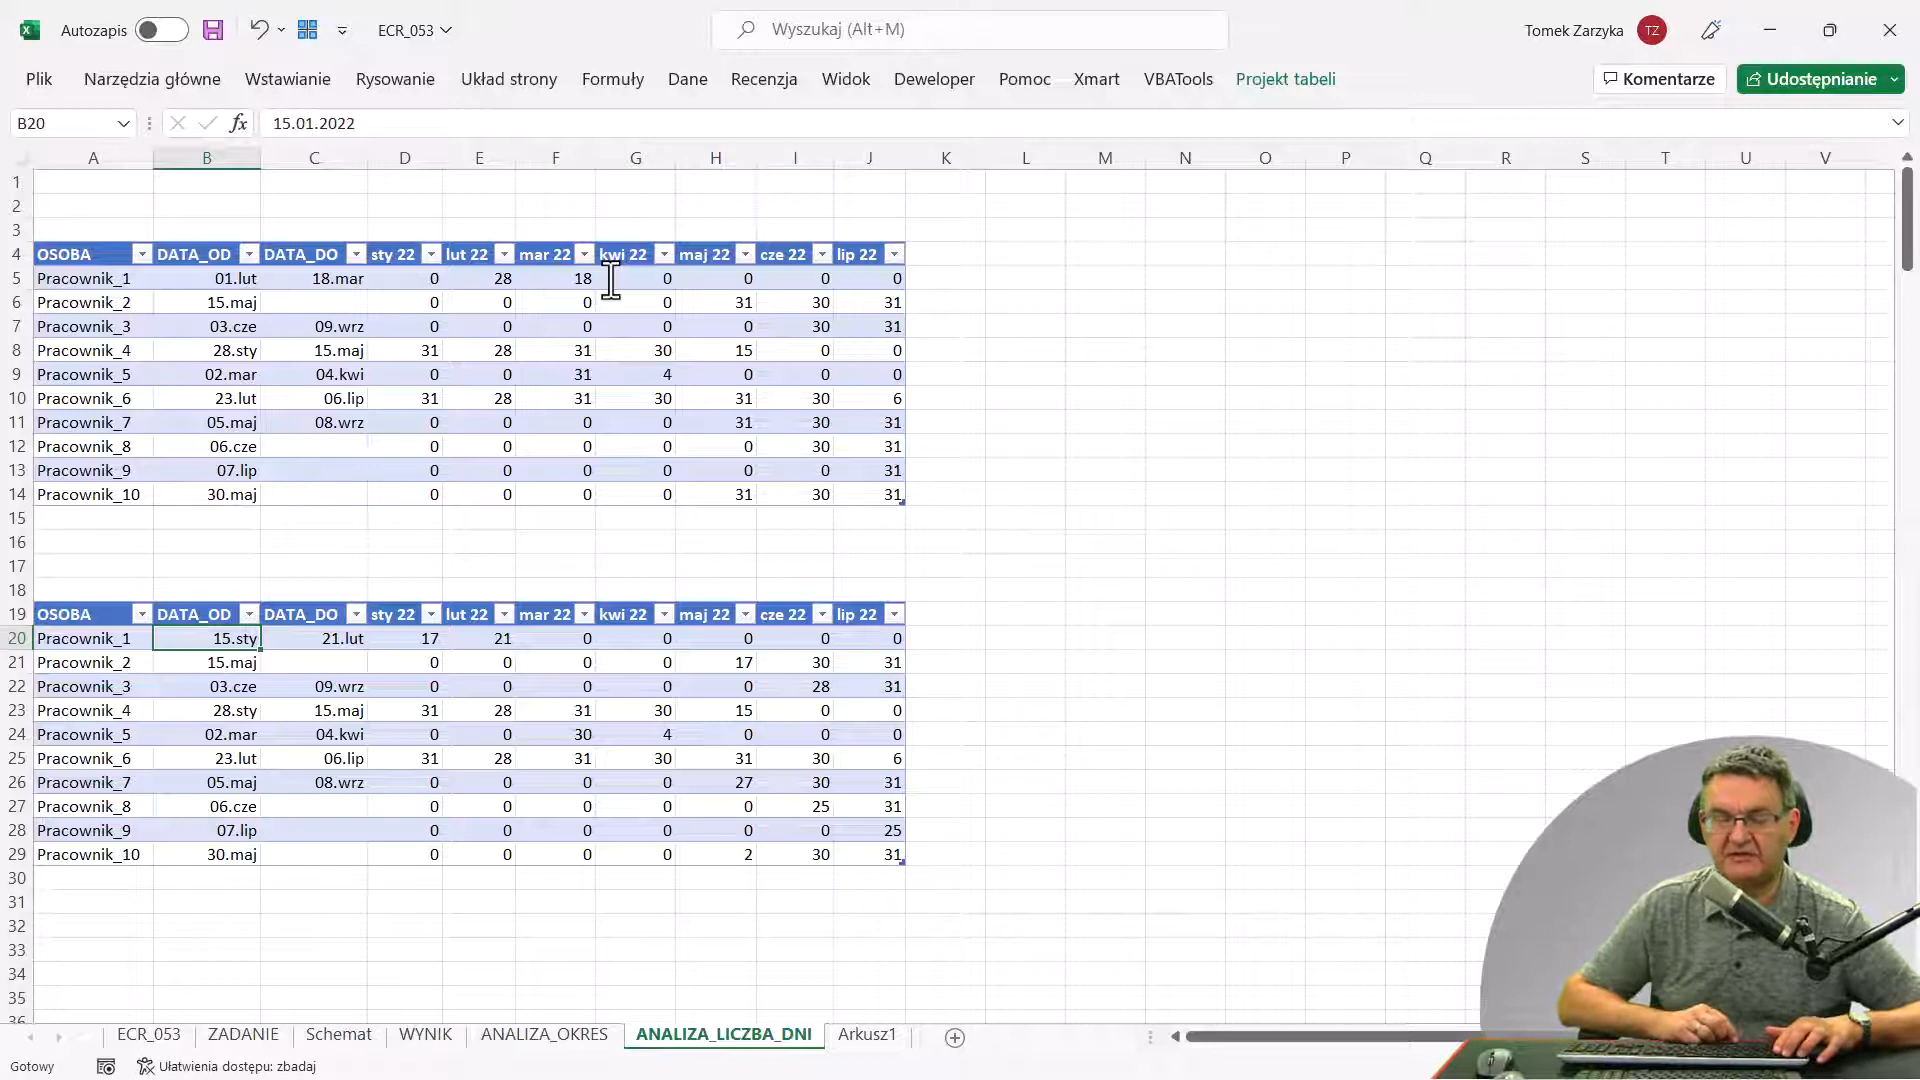 Autozapis ECR_053 Wyszukaj (Alt+M) Tomek Zarzyka TZ
Plik Narzędzia główne Wstawianie Rysowanie Układ strony Formuły Dane Recenzja Widok Deweloper Pomoc Xmart VBATools Projekt tabeli Komentarze Udostępnianie
B20 fx 15.01.2022
A B C D E F G H I J K L M N O P Q R S T U V
1
2
3
4 OSOBA DATA_OD DATA_DO sty 22 lut 22 mar 22 kwi 22 maj 22 cze 22 lip 22
5 Pracownik_1 01.lut 18.mar 0 28 18 0 0 0 0
6 Pracownik_2 15.maj 0 0 0 0 31 30 31
7 Pracownik_3 03.cze 09.wrz 0 0 0 0 0 30 31
8 Pracownik_4 28.sty 15.maj 31 28 31 30 15 0 0
9 Pracownik_5 02.mar 04.kwi 0 0 31 4 0 0 0
10 Pracownik_6 23.lut 06.lip 31 28 31 30 31 30 6
11 Pracownik_7 05.maj 08.wrz 0 0 0 0 31 30 31
12 Pracownik_8 06.cze 0 0 0 0 0 30 31
13 Pracownik_9 07.lip 0 0 0 0 0 0 31
14 Pracownik_10 30.maj 0 0 0 0 31 30 31
15
16
17
18
19 OSOBA DATA_OD DATA_DO sty 22 lut 22 mar 22 kwi 22 maj 22 cze 22 lip 22
20 Pracownik_1 15.sty 21.lut 17 21 0 0 0 0 0
21 Pracownik_2 15.maj 0 0 0 0 17 30 31
22 Pracownik_3 03.cze 09.wrz 0 0 0 0 0 28 31
23 Pracownik_4 28.sty 15.maj 31 28 31 30 15 0 0
24 Pracownik_5 02.mar 04.kwi 0 0 30 4 0 0 0
25 Pracownik_6 23.lut 06.lip 31 28 31 30 31 30 6
26 Pracownik_7 05.maj 08.wrz 0 0 0 0 27 30 31
27 Pracownik_8 06.cze 0 0 0 0 0 25 31
28 Pracownik_9 07.lip 0 0 0 0 0 0 25
29 Pracownik_10 30.maj 0 0 0 0 2 30 31
30
31
32
33
34
35
36
ECR_053 ZADANIE Schemat WYNIK ANALIZA_OKRES ANALIZA_LICZBA_DNI Arkusz1
Gotowy Ułatwienia dostępu: zbadaj